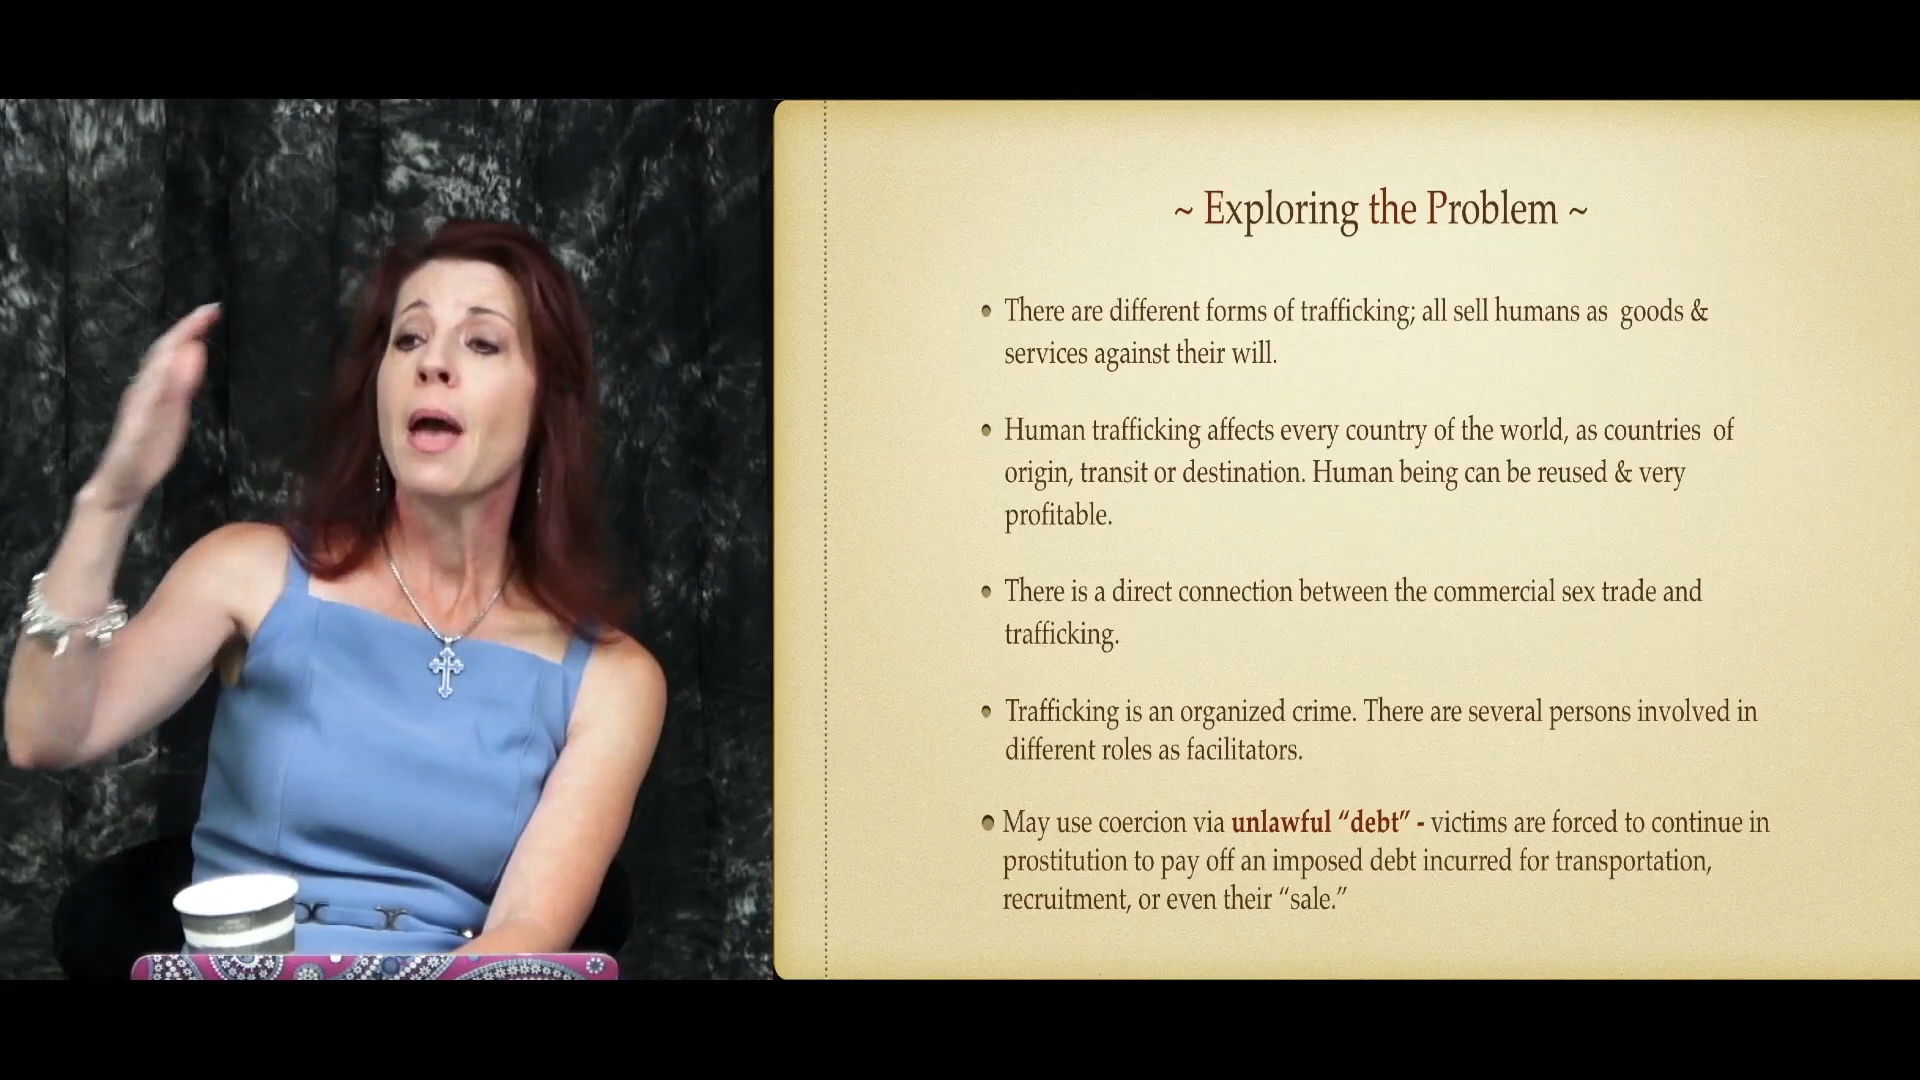 ~ Exploring the Problem ~
• There are different forms of trafficking; all sell humans as goods &
services against their will.
• Human trafficking affects every country of the world, as countries of
origin, transit or destination. Human being can be reused & very
profitable.
• There is a direct connection between the commercial sex trade and
trafficking.
• Trafficking is an organized crime. There are several persons involved in
different roles as facilitators.
• May use coercion via unlawful “debt” - victims are forced to continue in
prostitution to pay off an imposed debt incurred for transportation,
recruitment, or even their “sale.”